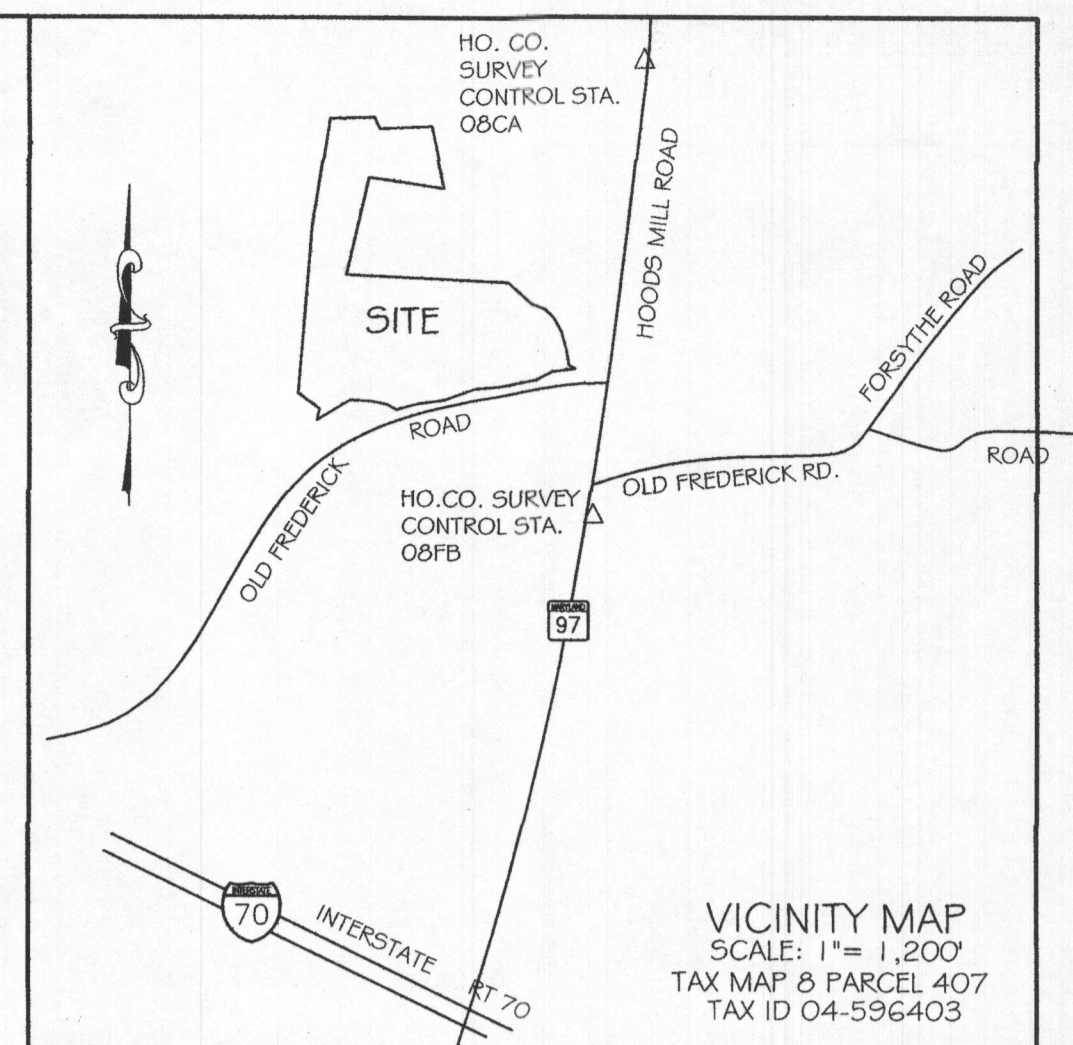 HO. CO.
SURVEY
CONTROL STA.
08CA
HOODS MILL ROAD
SITE
FORSYTHE ROAD
ROAD
ROAD
OLD FREDERICK RD.
OLD FREDERICK
HO.CO. SURVEY
CONTROL STA.
08FB
MARYLAND
97
INTERSTATE
70
INTERSTATE
RT 70
VICINITY MAP
SCALE: 1"= 1,200'
TAX MAP 8 PARCEL 407
TAX ID 04-596403